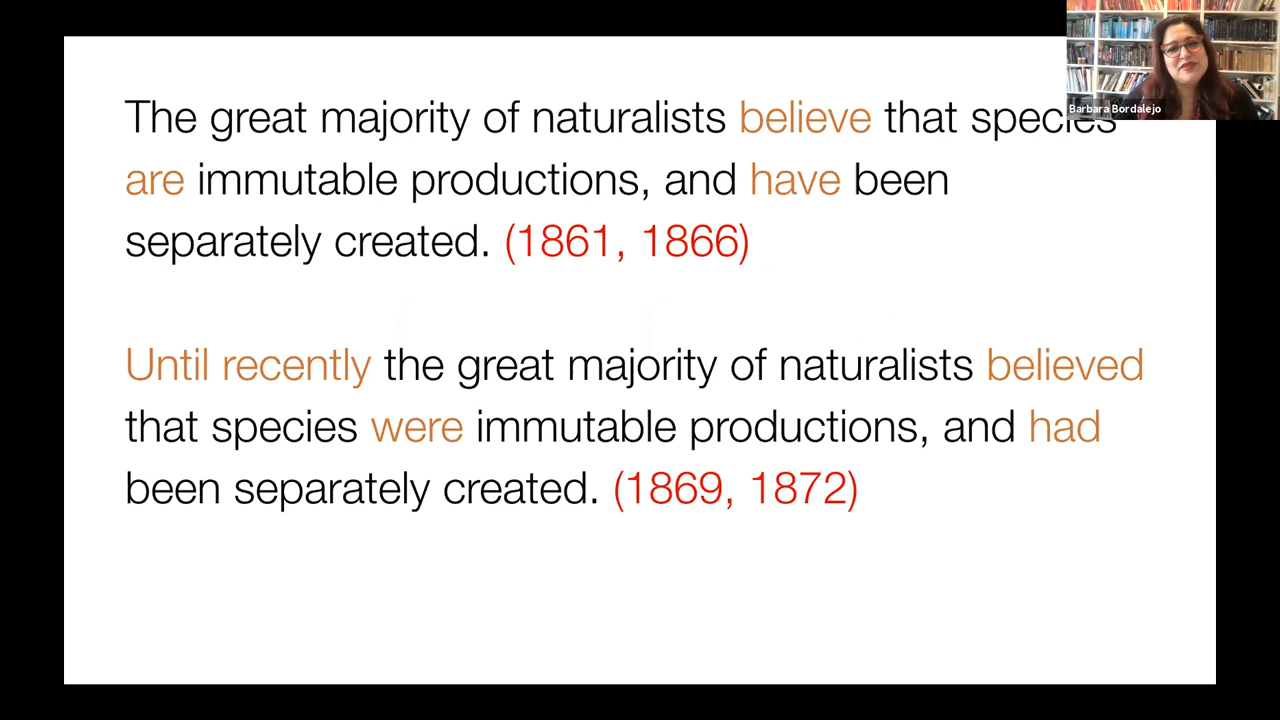 The great majority of naturalists believe that species
are immutable productions, and have been
separately created. (1861, 1866)
Until recently the great majority of naturalists believed
that species were immutable productions, and had
been separately created. (1869, 1872)
Barbara Bordalejo